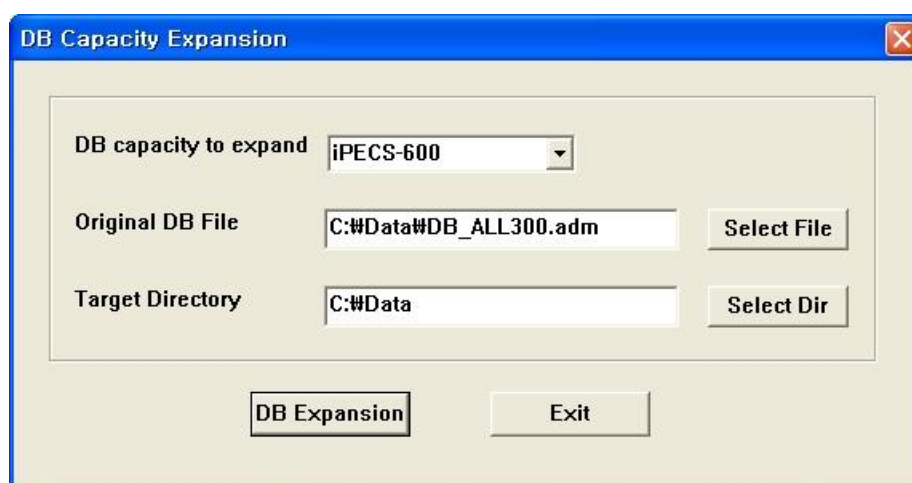 DB Capacity Expansion
DB capacity to expand iPECS-600
Original DB File C:₩Data₩DB_ALL300.adm Select File
Target Directory C:₩Data Select Dir
DB Expansion Exit